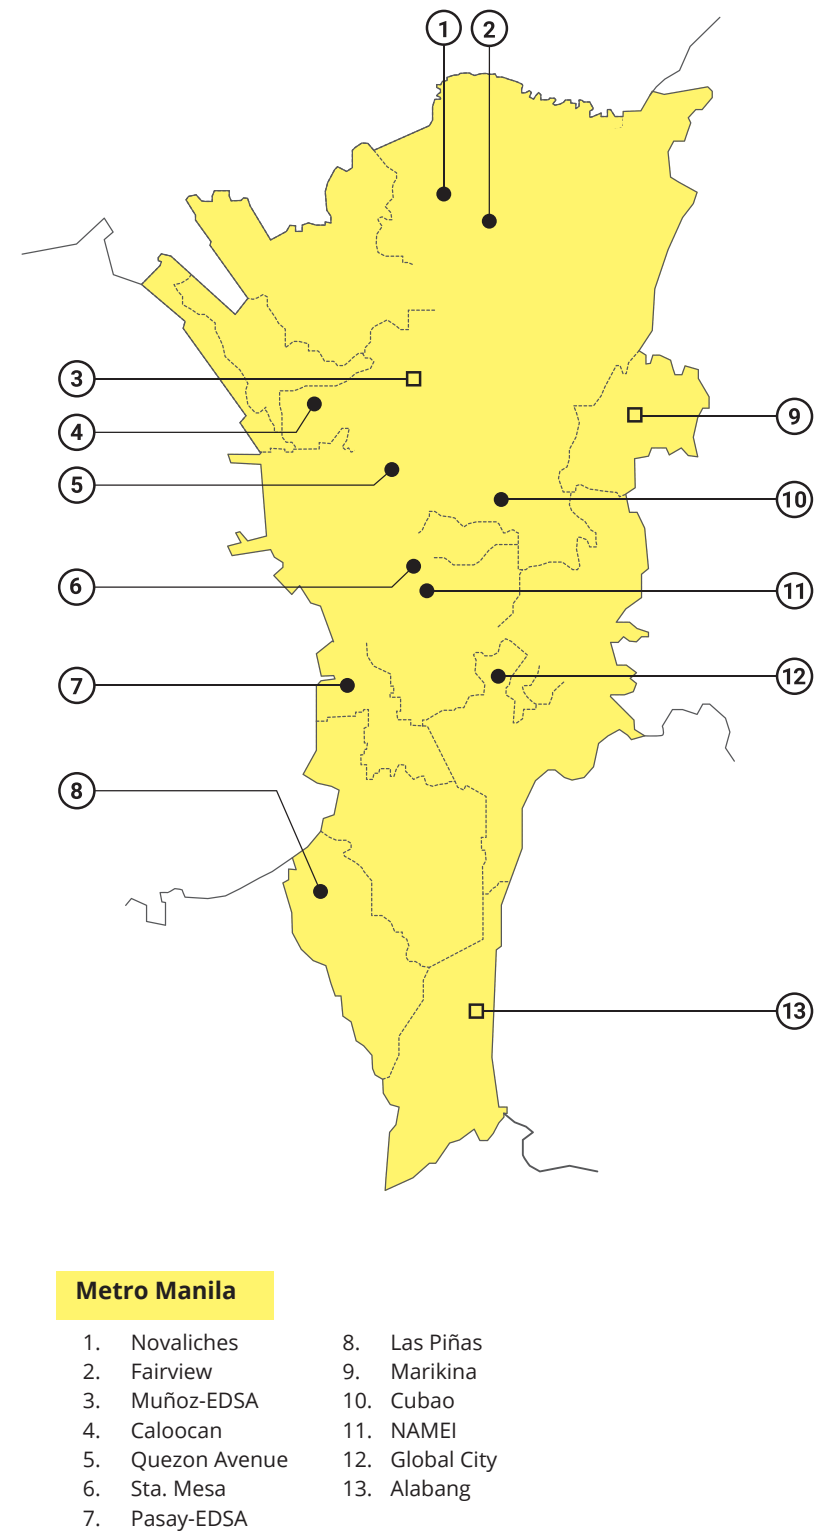 1
2
3
4
5
6
7
8
9
10
11
12
13
Metro Manila
1. Novaliches
2. Fairview
3. Muñoz-EDSA
4. Caloocan
5. Quezon Avenue
6. Sta. Mesa
7. Pasay-EDSA
8. Las Piñas
9. Marikina
10. Cubao
11. NAMEI
12. Global City
13. Alabang